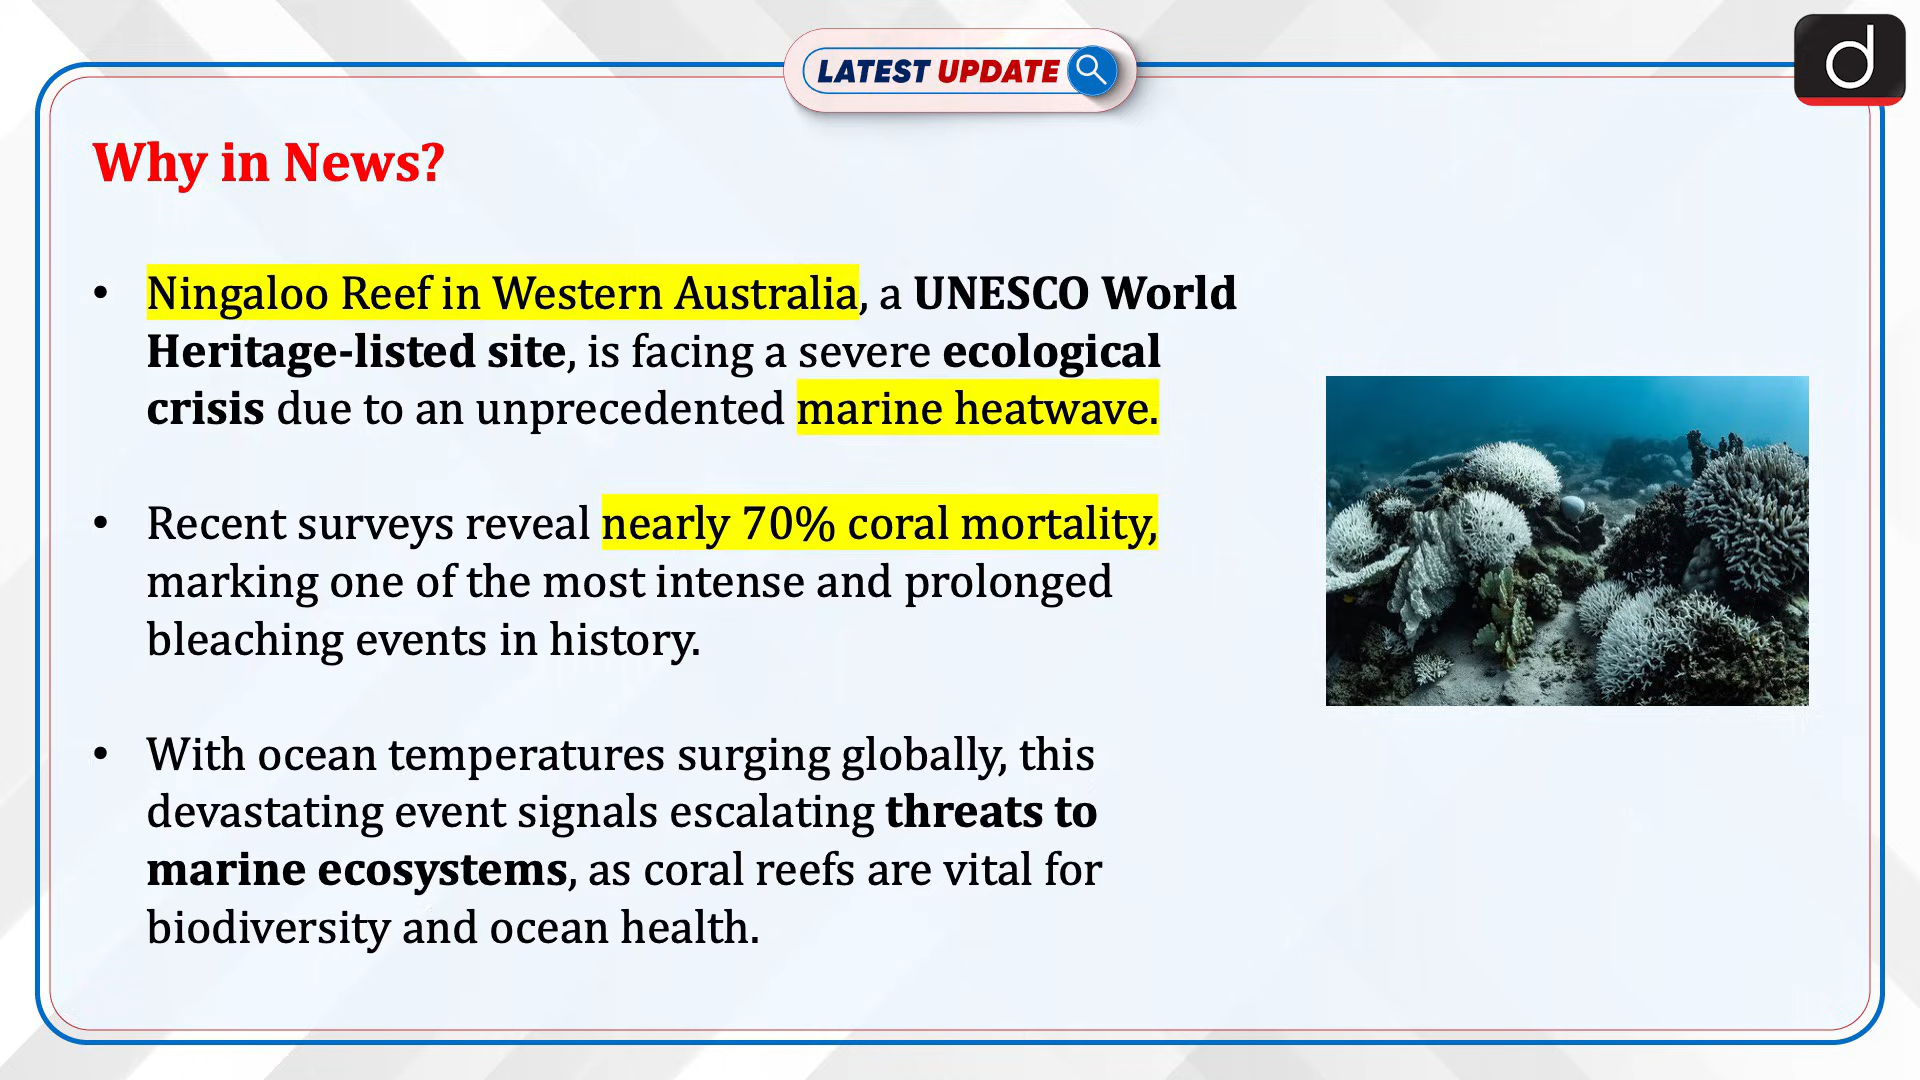 LATEST UPDATE
d
Why in News?
• Ningaloo Reef in Western Australia, a UNESCO World
Heritage-listed site, is facing a severe ecological
crisis due to an unprecedented marine heatwave.
• Recent surveys reveal nearly 70% coral mortality,
marking one of the most intense and prolonged
bleaching events in history.
• With ocean temperatures surging globally, this
devastating event signals escalating threats to
marine ecosystems, as coral reefs are vital for
biodiversity and ocean health.